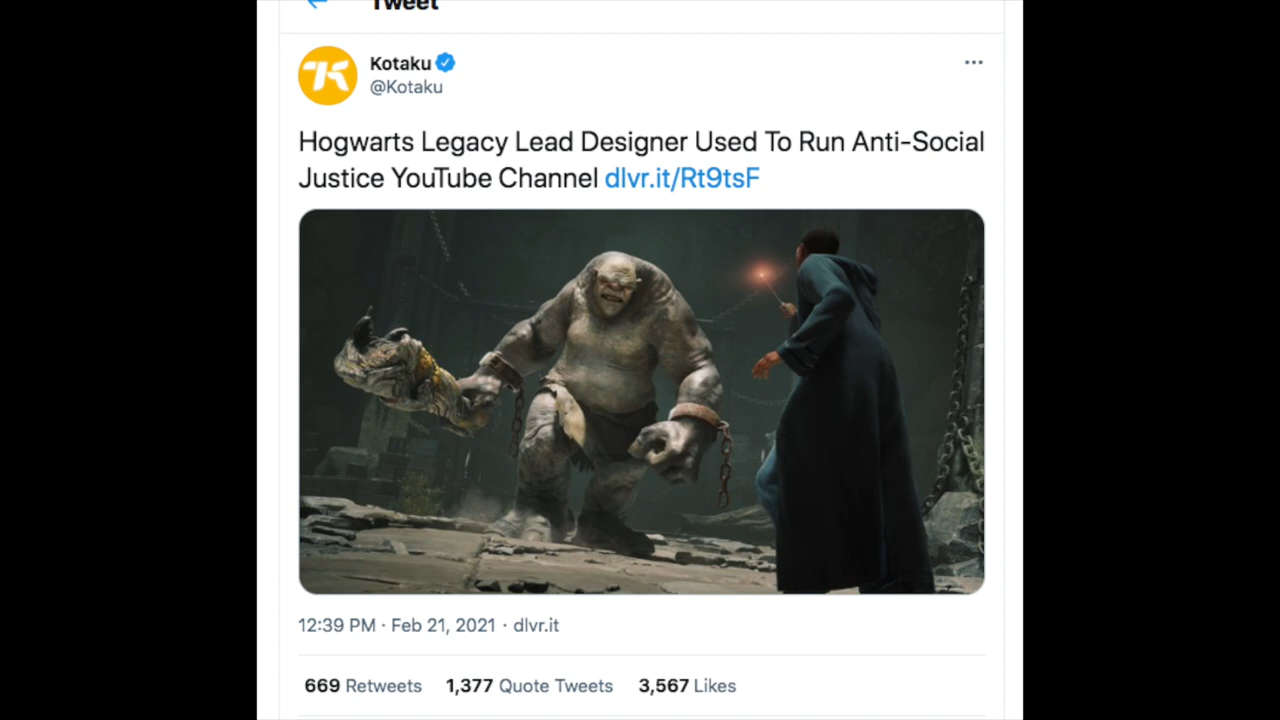 Tweet
Kotaku
@Kotaku
Hogwarts Legacy Lead Designer Used To Run Anti-Social
Justice YouTube Channel dlvr.it/Rt9tsF
12:39 PM · Feb 21, 2021 · dlvr.it
669 Retweets 1,377 Quote Tweets 3,567 Likes